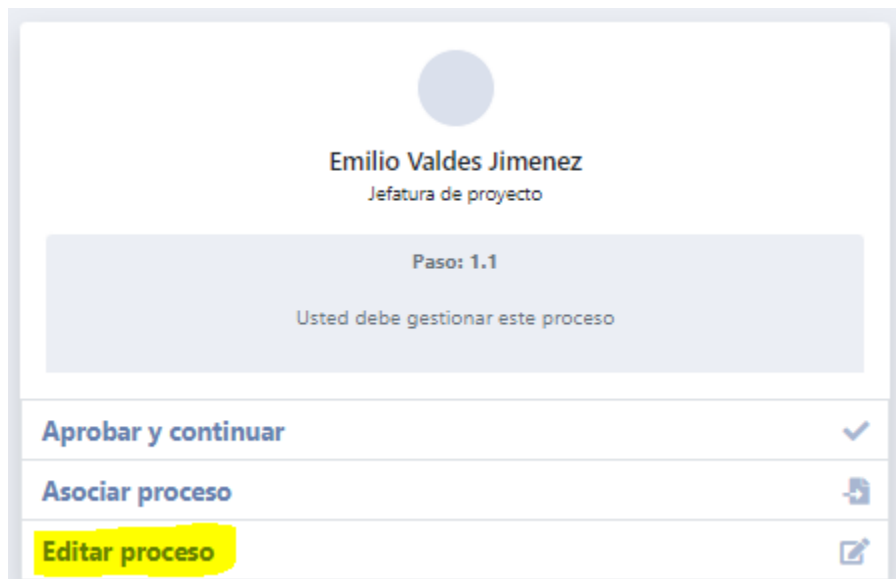 Emilio Valdes Jimenez
Jefatura de proyecto
Paso: 1.1
Usted debe gestionar este proceso
Aprobar y continuar
Asociar proceso
Editar proceso